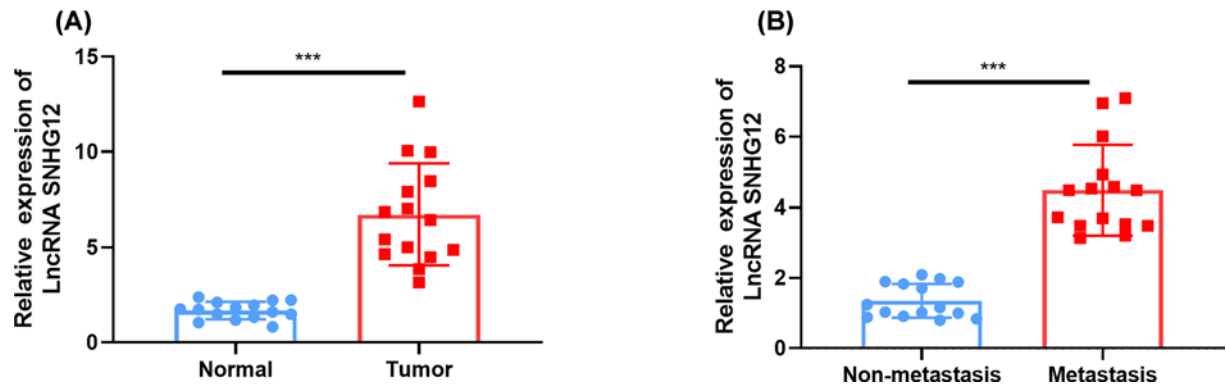 (A)
Relative expression of
LncRNA SNHG12
15
10
5
0
***
Normal
Tumor
(B)
Relative expression of
LncRNA SNHG12
8
6
4
2
0
***
Non-metastasis
Metastasis